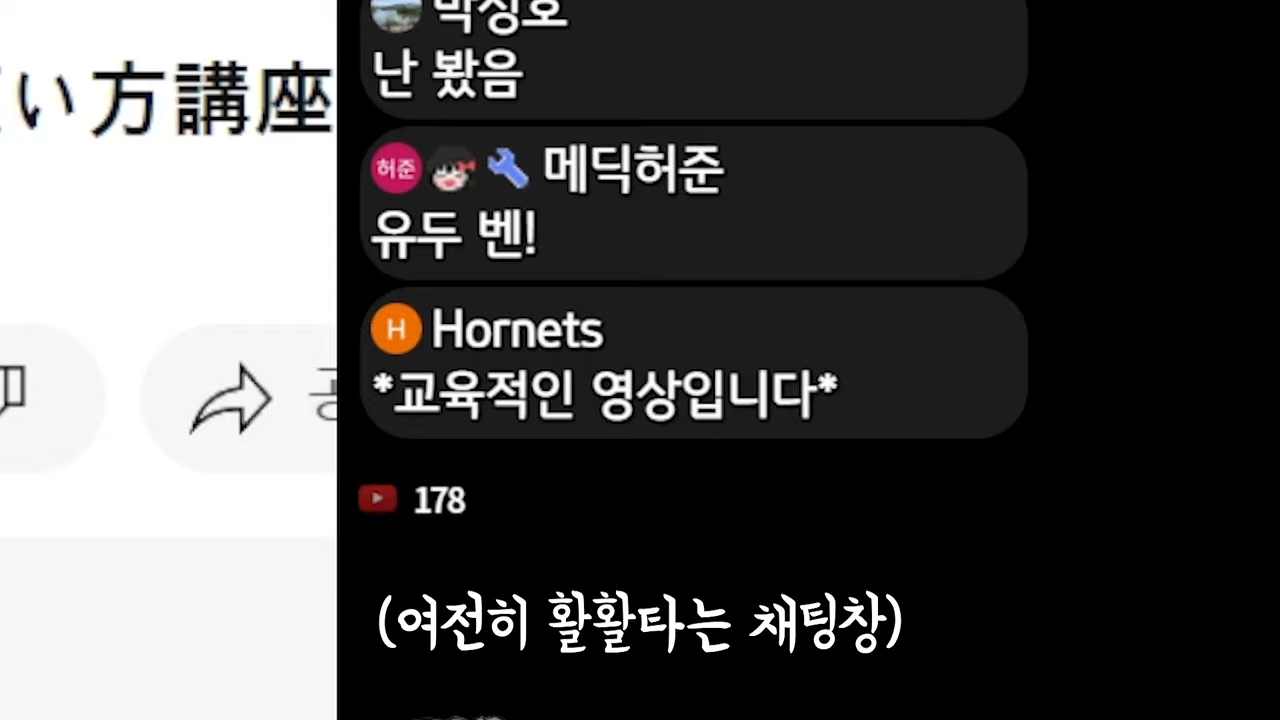 い方講座
박성호
난 봤음
허준 메딕허준
유두 벤!
H Hornets
*교육적인 영상입니다*
178
(여전히 활활타는 채팅창)